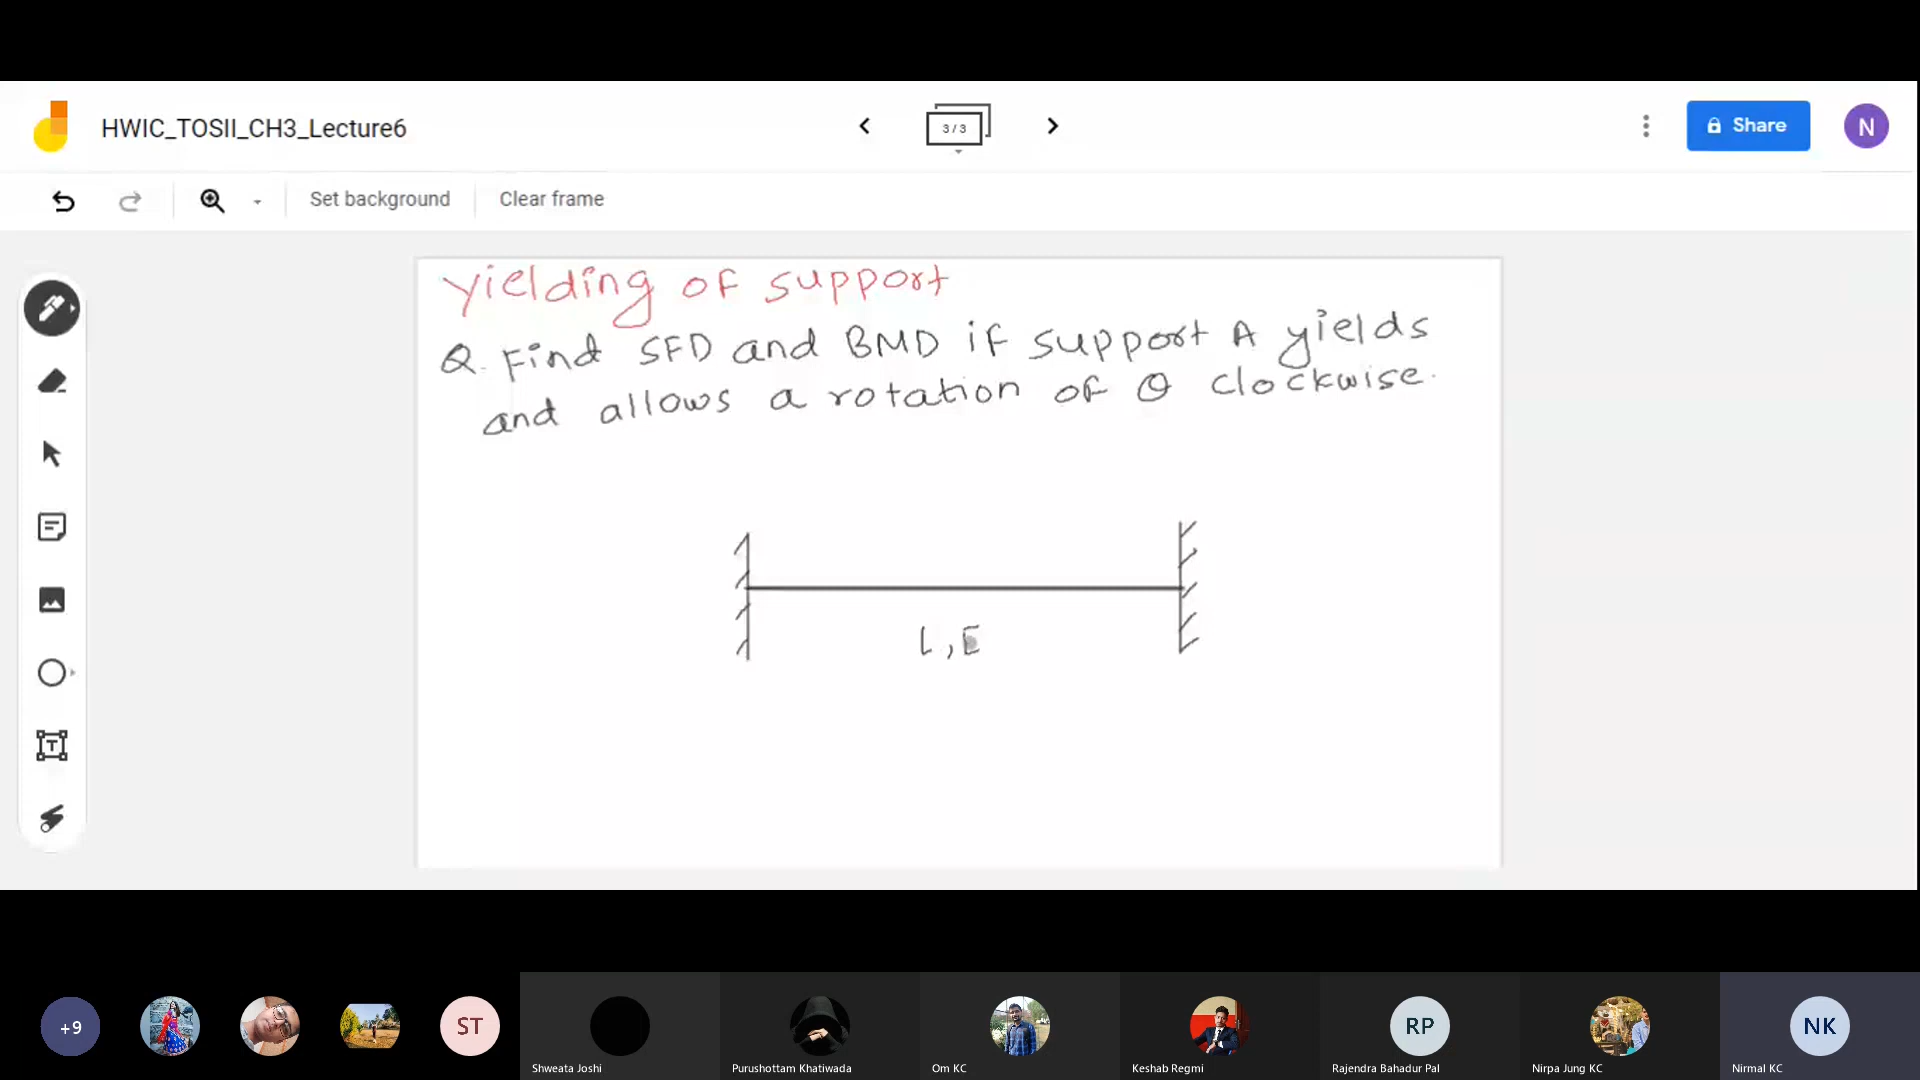 HWIC_TOSII_CH3_Lecture6
3 / 3
Share
N
Set background
Clear frame
Yielding of support
Q. Find SFD and BMD if support A yields
and allows a rotation of θ clockwise.
L, E
+9
ST
RP
NK
Shweata Joshi
Purushottam Khatiwada
Om KC
Keshab Regmi
Rajendra Bahadur Pal
Nirpa Jung KC
Nirmal KC